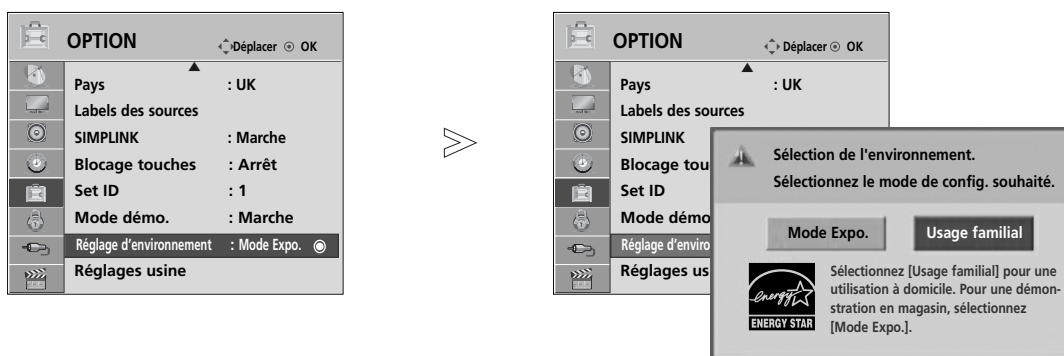 OPTION
Déplacer OK
Pays : UK
Labels des sources
SIMPLINK : Marche
Blocage touches : Arrêt
Set ID : 1
Mode démo. : Marche
Réglage d'environnement : Mode Expo.
Réglages usine
OPTION
Déplacer OK
Pays : UK
Labels des sources
SIMPLINK
Blocage tou
Set ID
Mode démo
Réglage d'enviro
Réglages us
Sélection de l'environnement.
Sélectionnez le mode de config. souhaité.
Mode Expo. Usage familial
energy
ENERGY STAR
Sélectionnez [Usage familial] pour une
utilisation à domicile. Pour une démon-
stration en magasin, sélectionnez
[Mode Expo.].